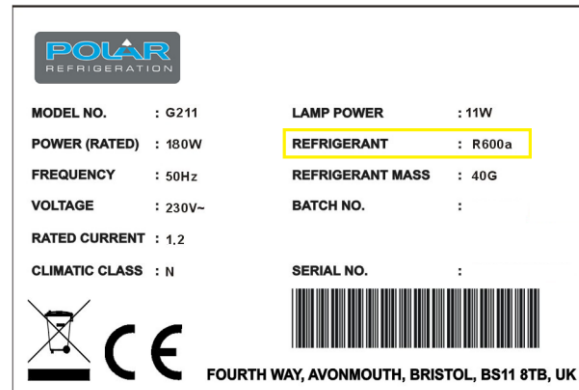 POLAR
REFRIGERATION
MODEL NO. : G211
POWER (RATED) : 180W
FREQUENCY : 50Hz
VOLTAGE : 230V~
RATED CURRENT : 1.2
CLIMATIC CLASS : N
LAMP POWER : 11W
REFRIGERANT : R600a
REFRIGERANT MASS : 40G
BATCH NO. :
SERIAL NO. :
CE
FOURTH WAY, AVONMOUTH, BRISTOL, BS11 8TB, UK